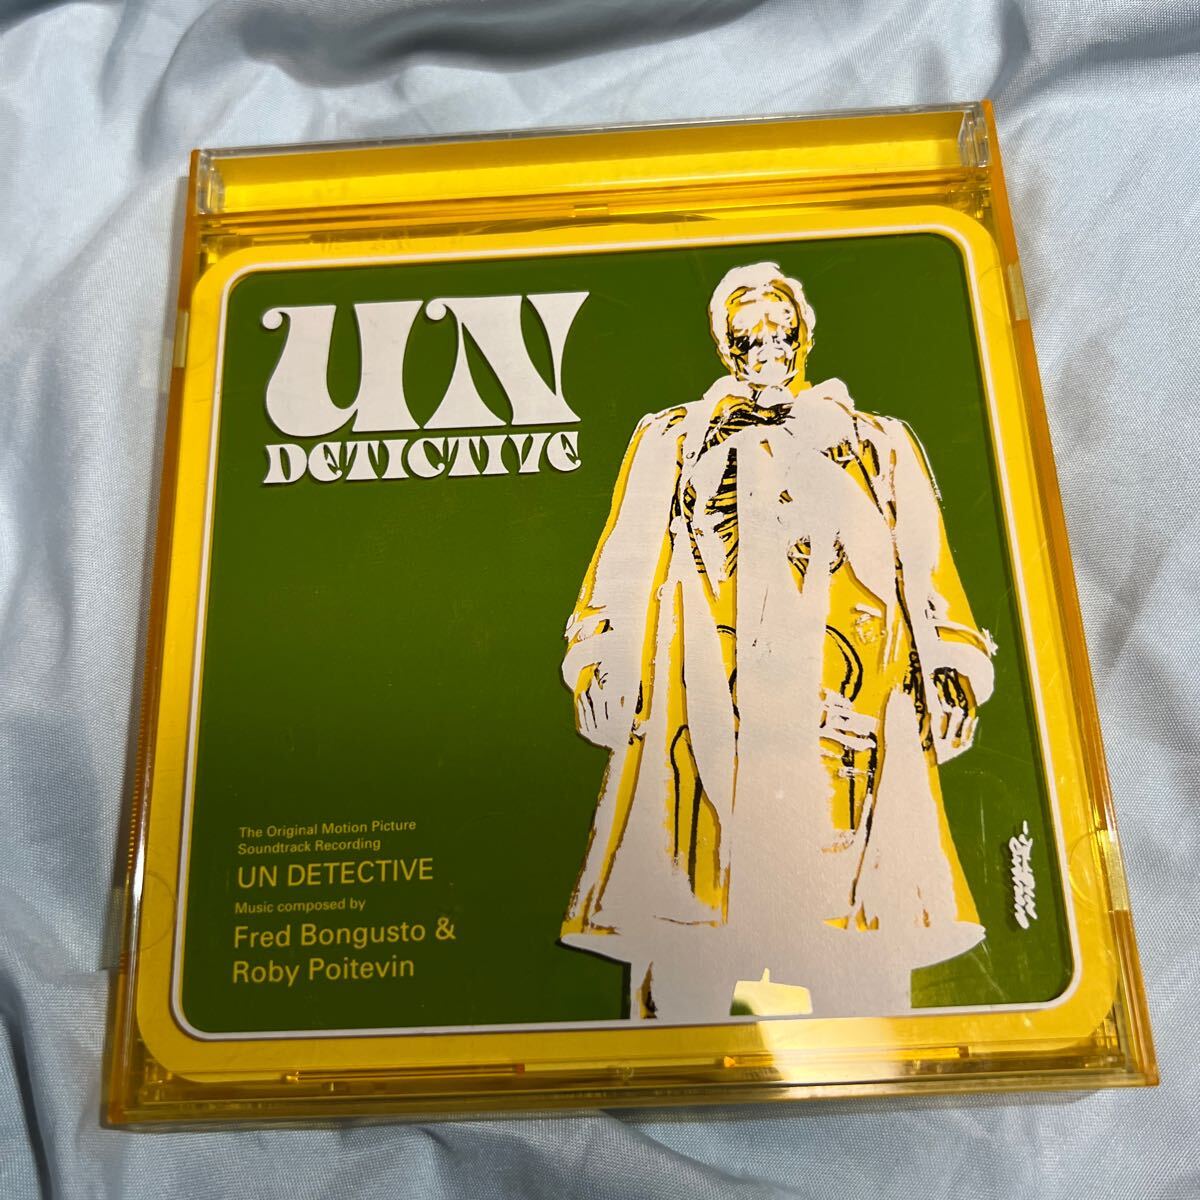 UN
DETICTIVE
The Original Motion Picture
Soundtrack Recording
UN DETECTIVE
Music composed by
Fred Bongusto &
Roby Poitevin